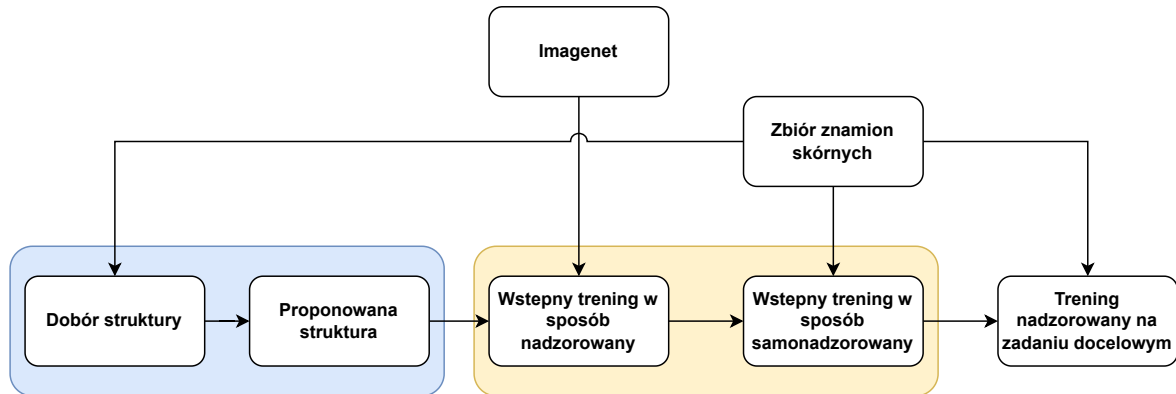 Imagenet
Zbiór znamion
skórnych
Dobór struktury
Proponowana
struktura
Wstepny trening w
sposób
nadzorowany
Wstepny trening w
sposób
samonadzorowany
Trening
nadzorowany na
zadaniu docelowym